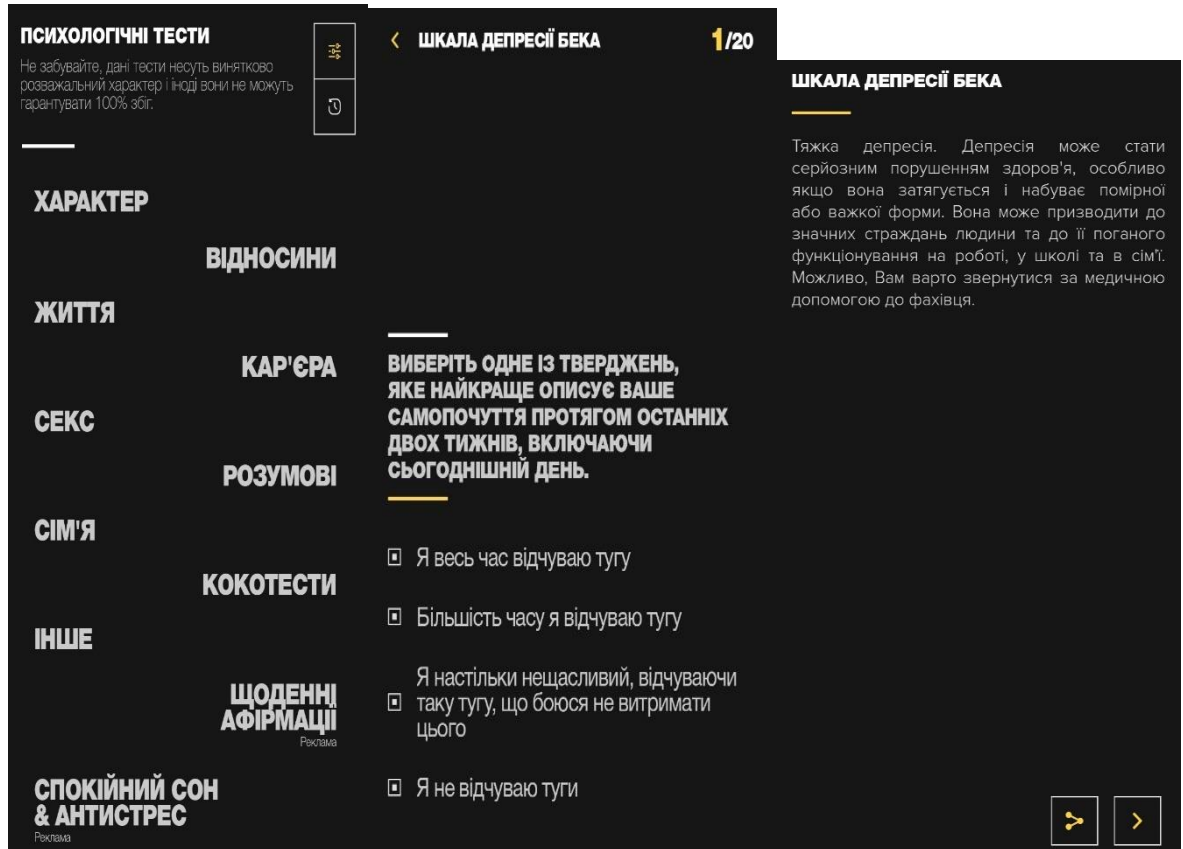 ПСИХОЛОГІЧНІ ТЕСТИ
Не забувайте, дані тести несуть винятково
розважальний характер і іноді вони не можуть
гарантувати 100% збіг.
ХАРАКТЕР
ВІДНОСИНИ
ЖИТТЯ
КАР'ЄРА
СЕКС
РОЗУМОВІ
СІМ'Я
КОКОТЕСТИ
ІНШЕ
ЩОДЕННІ
АФІРМАЦІЇ
Реклама
СПОКІЙНИЙ СОН
& АНТИСТРЕС
Реклама
ШКАЛА ДЕПРЕСІЇ БЕКА
1/20
ВИБЕРІТЬ ОДНЕ ІЗ ТВЕРДЖЕНЬ,
ЯКЕ НАЙКРАЩЕ ОПИСУЄ ВАШЕ
САМОПОЧУТТЯ ПРОТЯГОМ ОСТАННІХ
ДВОХ ТИЖНІВ, ВКЛЮЧАЮЧИ
СЬОГОДНІШНІЙ ДЕНЬ.
Я весь час відчуваю тугу
Більшість часу я відчуваю тугу
Я настільки нещасливий, відчуваючи
таку тугу, що боюся не витримати
цього
Я не відчуваю туги
ШКАЛА ДЕПРЕСІЇ БЕКА
Тяжка депресія. Депресія може стати
серйозним порушенням здоров'я, особливо
якщо вона затягується і набуває помірної
або важкої форми. Вона може призводити до
значних страждань людини та до її поганого
функціонування на роботі, у школі та в сім'ї.
Можливо, Вам варто звернутися за медичною
допомогою до фахівця.